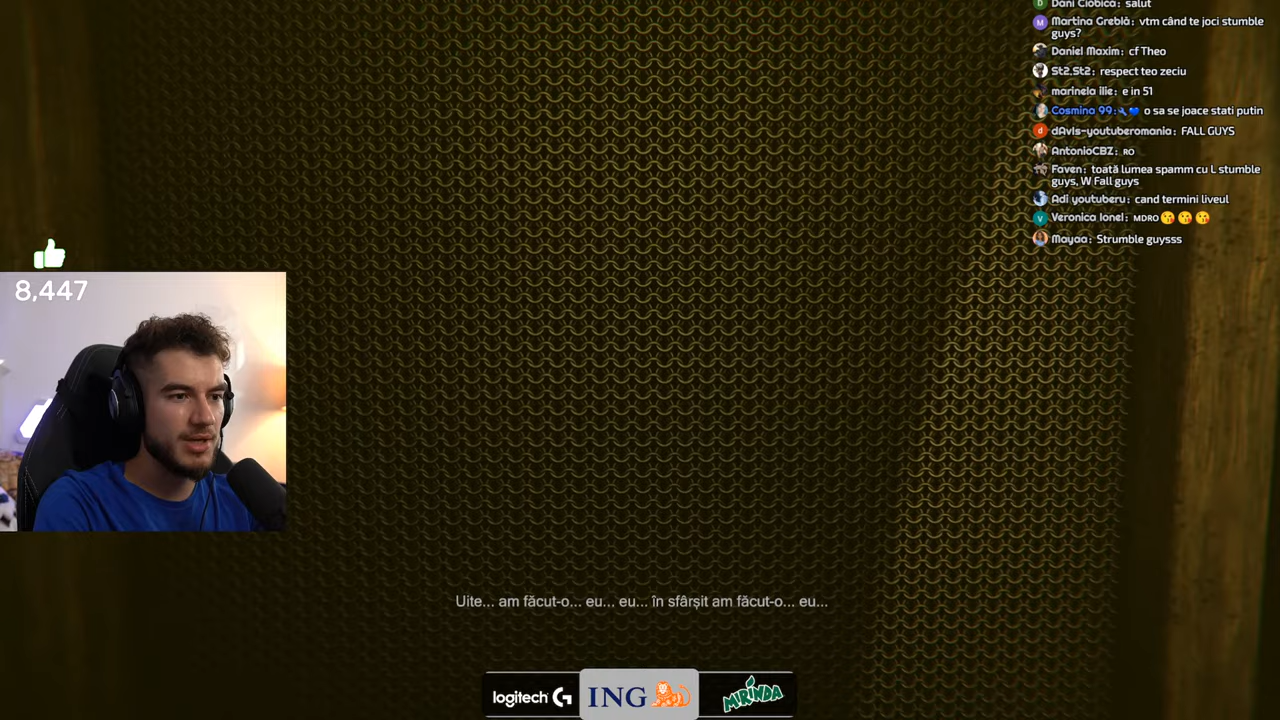 Dani Ciobica: salut
Martina Greblă: vtm când te joci stumble
guys?
Daniel Maxim: cf Theo
St2.St2: respect teo zeciu
marinela ilie: e in 51
Cosmina 99: o sa se joace stati putin
dAvIs-youtuberomania: FALL GUYS
AntonioCBZ: RO
Faven: toată lumea spamm cu L stumble
guys, W Fall guys
Adi youtuberu: cand termini liveul
Veronica Ionel: MDRO😘😘😘
Mayaa: Strumble guysss
8,447
Uite... am făcut-o... eu... eu... în sfârșit am făcut-o... eu...
logitech G
ING
MIRINDA